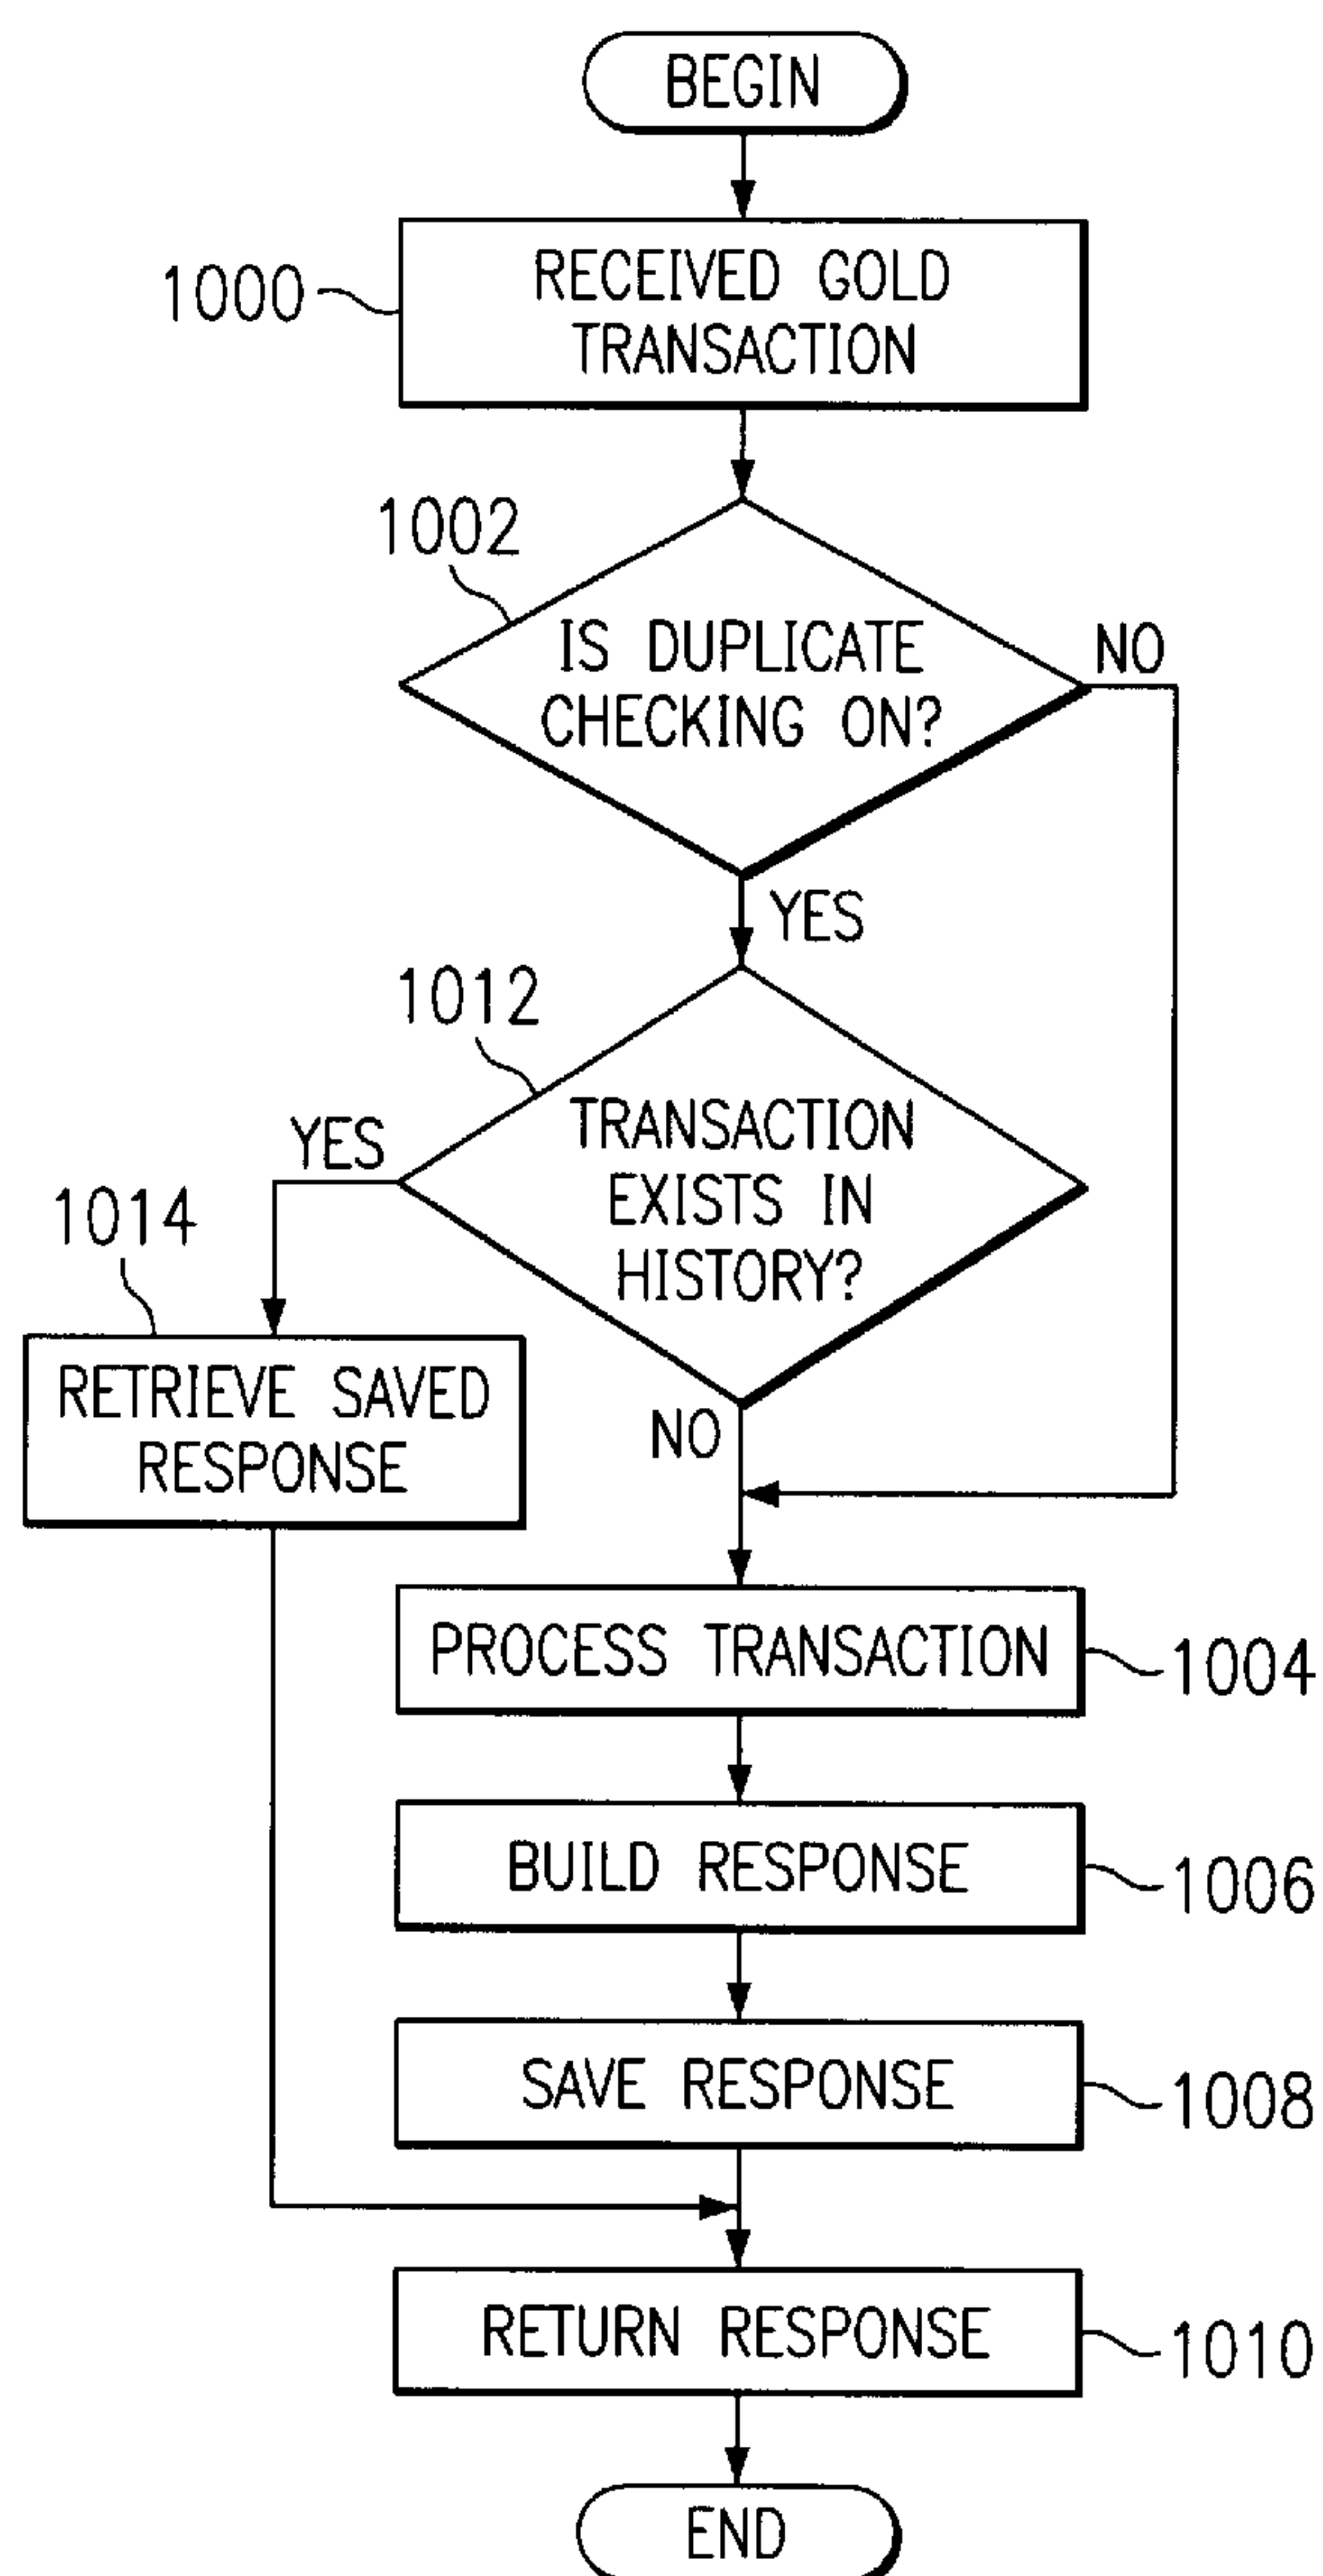 BEGIN
1000
RECEIVED GOLD
TRANSACTION
1002
IS DUPLICATE
CHECKING ON?
NO
YES
1012
TRANSACTION
EXISTS IN
HISTORY?
YES
1014
RETRIEVE SAVED
RESPONSE
NO
PROCESS TRANSACTION
1004
BUILD RESPONSE
1006
SAVE RESPONSE
1008
RETURN RESPONSE
1010
END